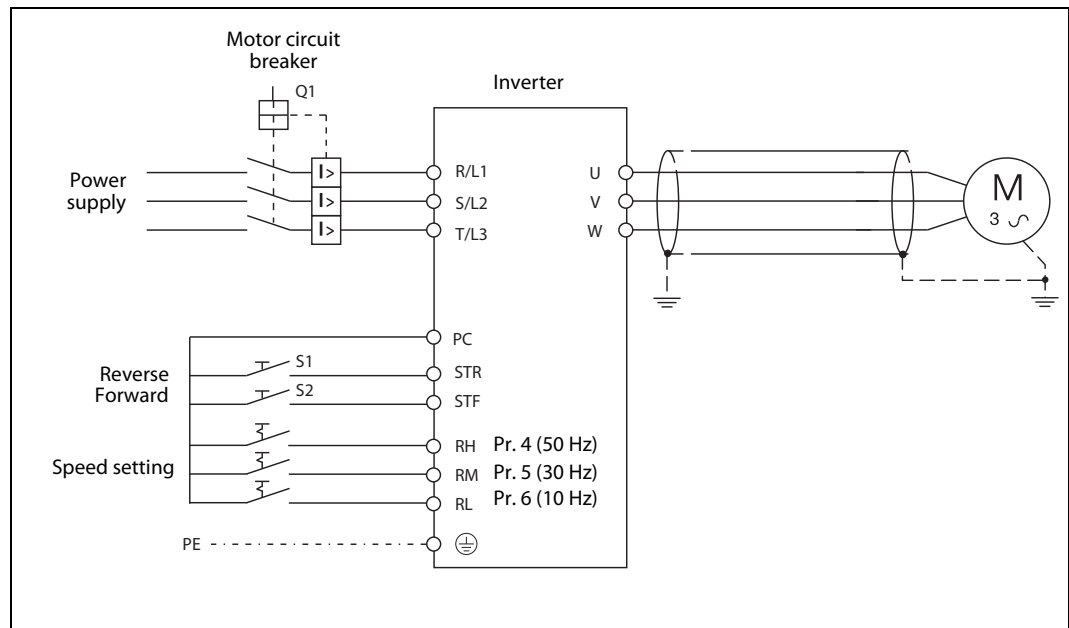 Motor circuit
breaker
Q1
Inverter
Power
supply
I>
I>
I>
R/L1
S/L2
T/L3
U
V
W
M
3
PC
Reverse
Forward
S1
S2
STR
STF
Speed setting
RH Pr. 4 (50 Hz)
RM Pr. 5 (30 Hz)
RL Pr. 6 (10 Hz)
PE